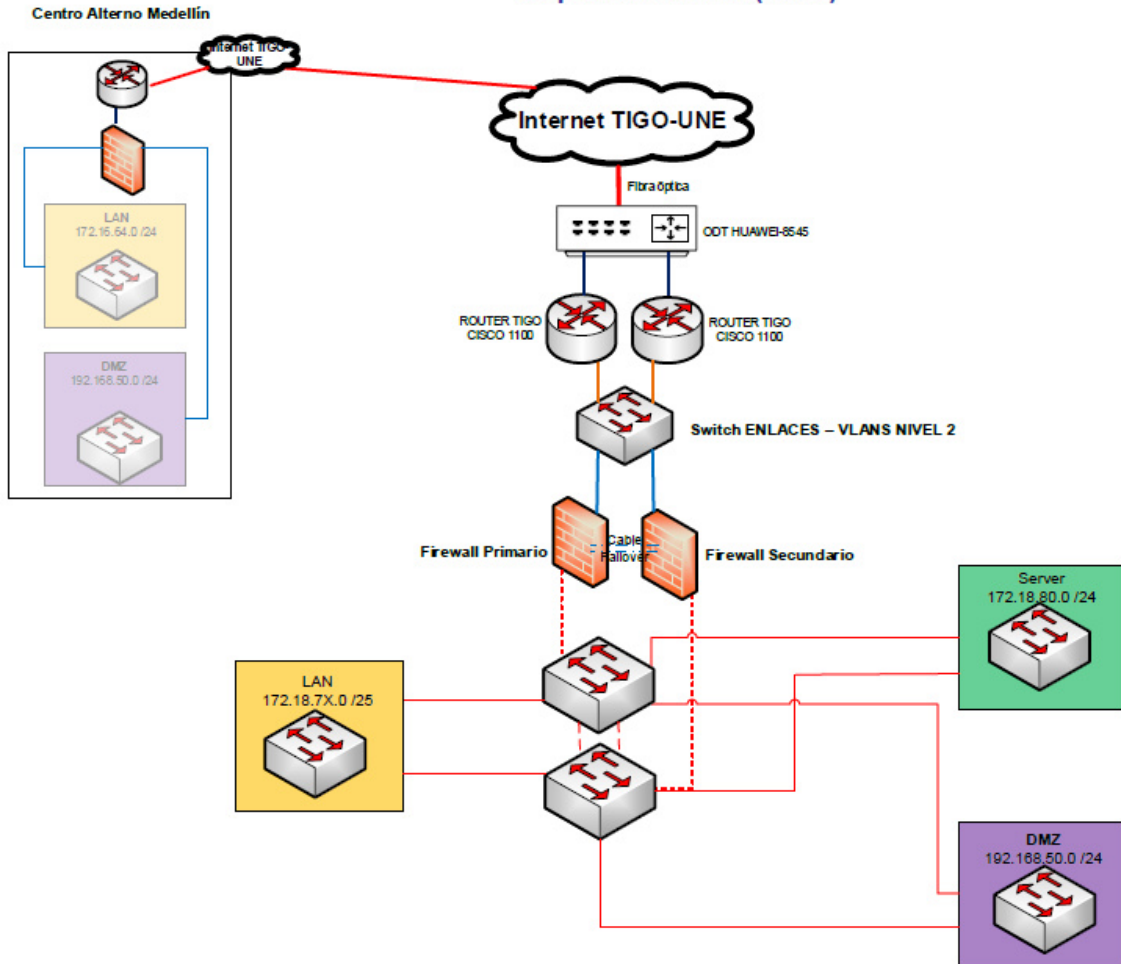 Centro Alterno Medellín
Internet TIGO-
UNE
Internet TIGO-UNE
Fibra óptica
LAN
172.16.64.0 /24
ODT HUAWEI-8545
ROUTER TIGO
CISCO 1100
ROUTER TIGO
CISCO 1100
DMZ
192.168.50.0 /24
Switch ENLACES – VLANS NIVEL 2
Firewall Primario
Cable
Failover
Firewall Secundario
Server
172.18.80.0 /24
LAN
172.18.7X.0 /25
DMZ
192.168.50.0 /24